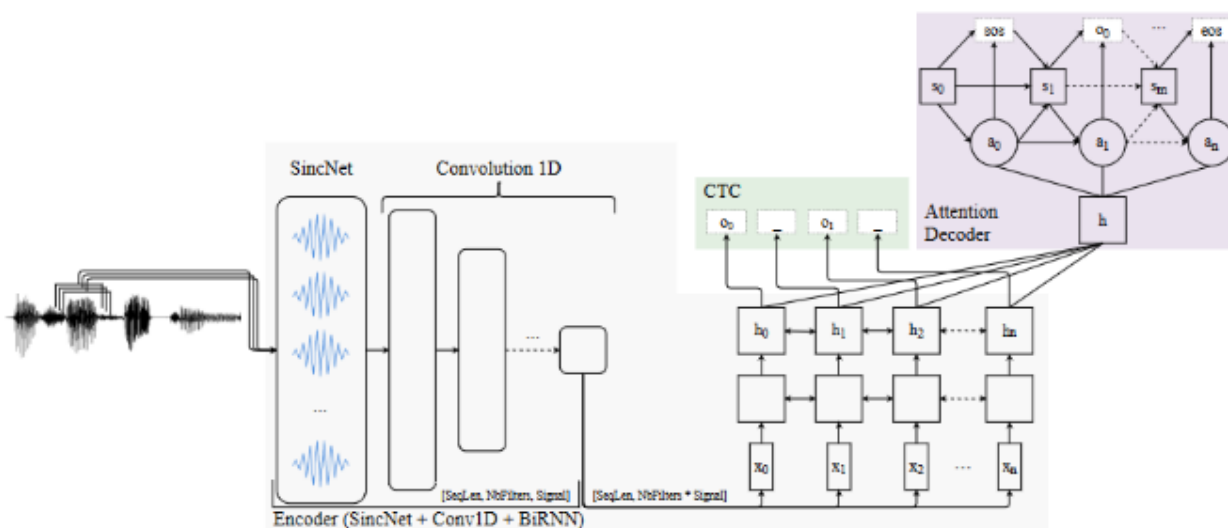 sos o₀ ... eos
s₀ s₁ sₘ
a₀ a₁ aₙ
SincNet Convolution 1D
CTC
o₀ _ o₁ _
Attention
Decoder
h
h₀ h₁ h₂ hₙ
...
...
x₀ x₁ x₂ ... xₙ
[SeqLen, NbFilters, Signal] [SeqLen, NbFilters * Signal]
Encoder (SincNet + Conv1D + BiRNN)